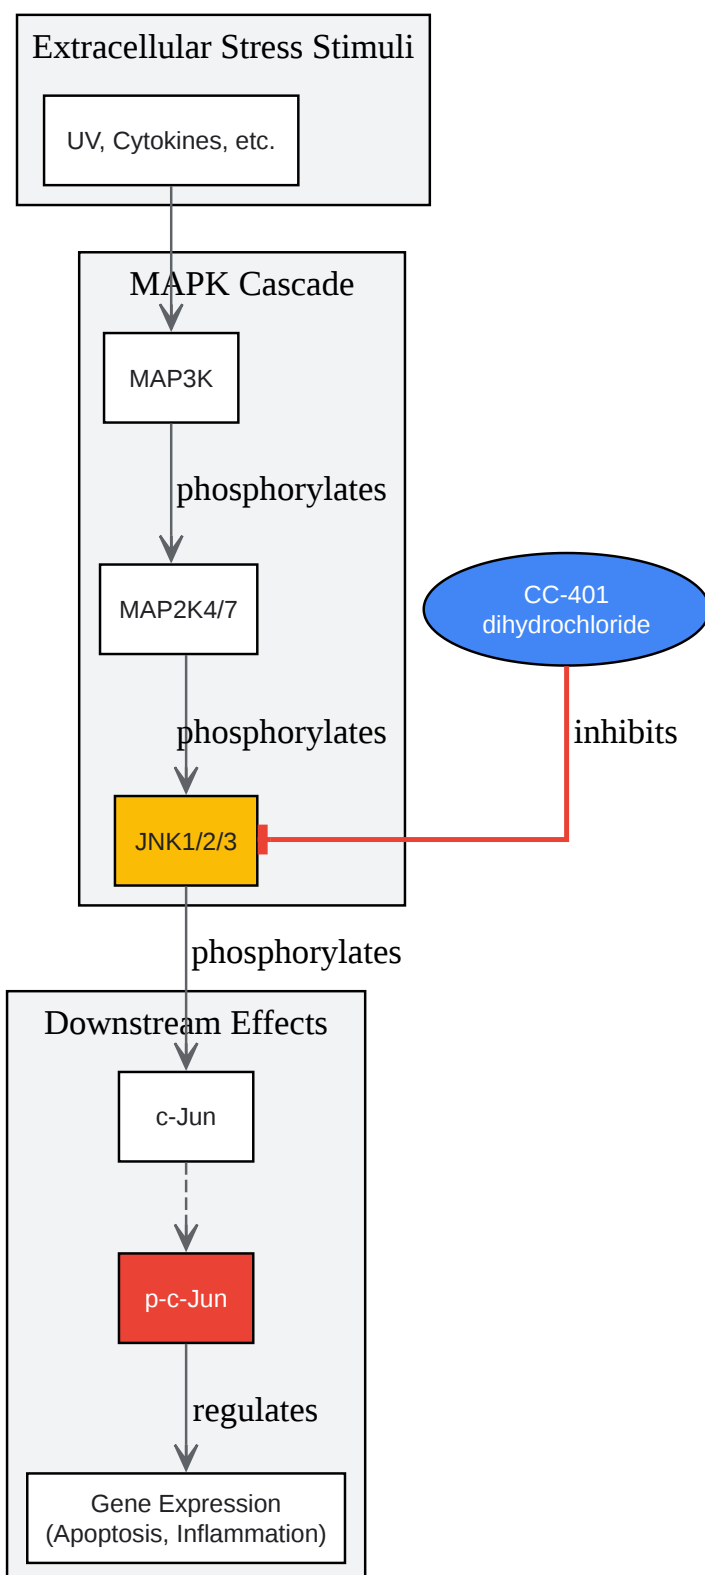 Extracellular Stress Stimuli
UV, Cytokines, etc.
MAPK Cascade
MAP3K
phosphorylates
MAP2K4/7
CC-401
dihydrochloride
phosphorylates
inhibits
JNK1/2/3
phosphorylates
Downstream Effects
c-Jun
p-c-Jun
regulates
Gene Expression
(Apoptosis, Inflammation)